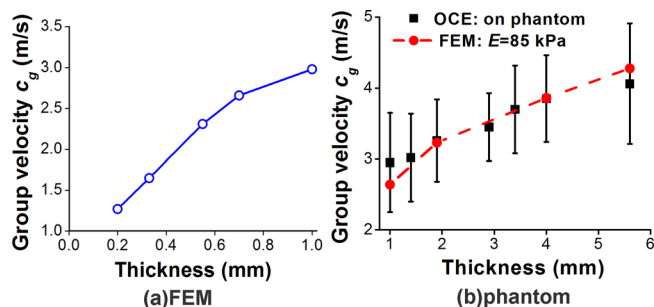 3.5
3.0
2.5
2.0
1.5
1.0
Group velocity cg (m/s)
0.0 0.2 0.4 0.6 0.8 1.0
Thickness (mm)
(a)FEM
5
4
3
2
Group velocity cg (m/s)
OCE: on phantom
FEM: E=85 kPa
1 2 3 4 5 6
Thickness (mm)
(b)phantom